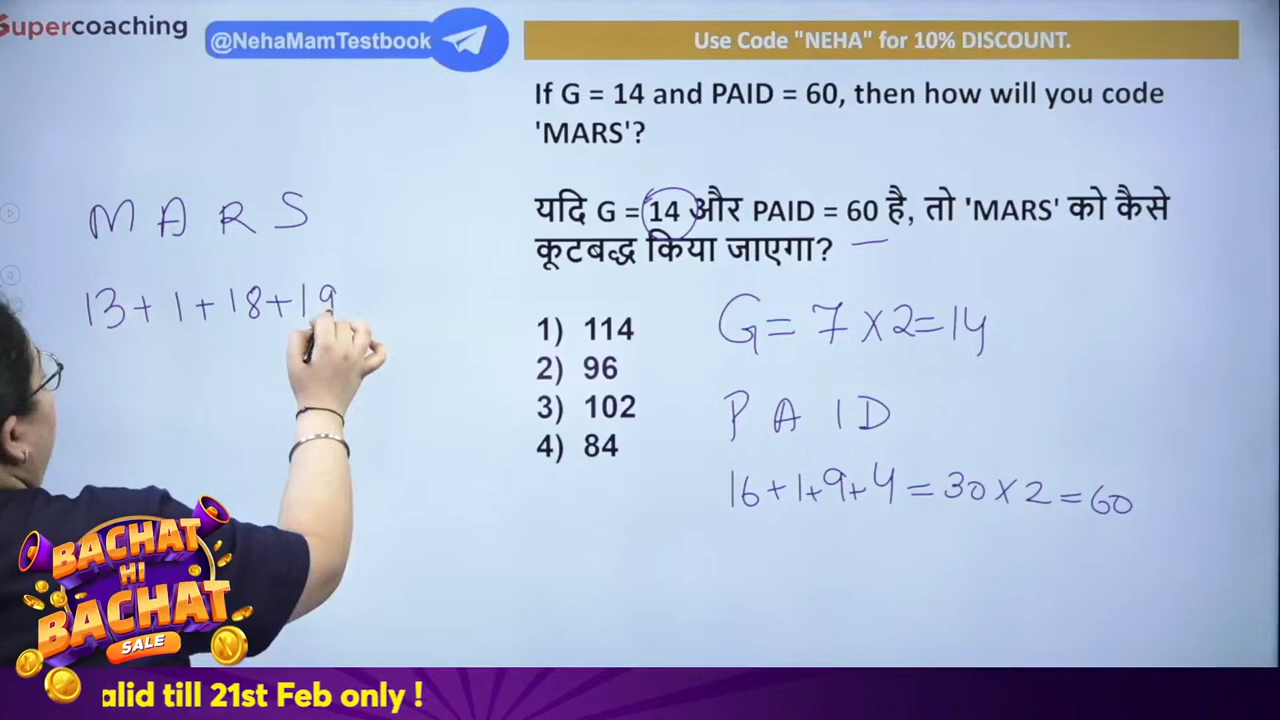 Supercoaching
@NehaMamTestbook
Use Code "NEHA" for 10% DISCOUNT.
If G = 14 and PAID = 60, then how will you code
'MARS'?
यदि G = 14 और PAID = 60 है, तो 'MARS' को कैसे
कूटबद्ध किया जाएगा?
1) 114
2) 96
3) 102
4) 84
M A R S
13 + 1 + 18 + 19
G = 7 x 2 = 14
P A I D
16 + 1 + 9 + 4 = 30 x 2 = 60
BACHAT
HI
BACHAT
SALE
alid till 21st Feb only !